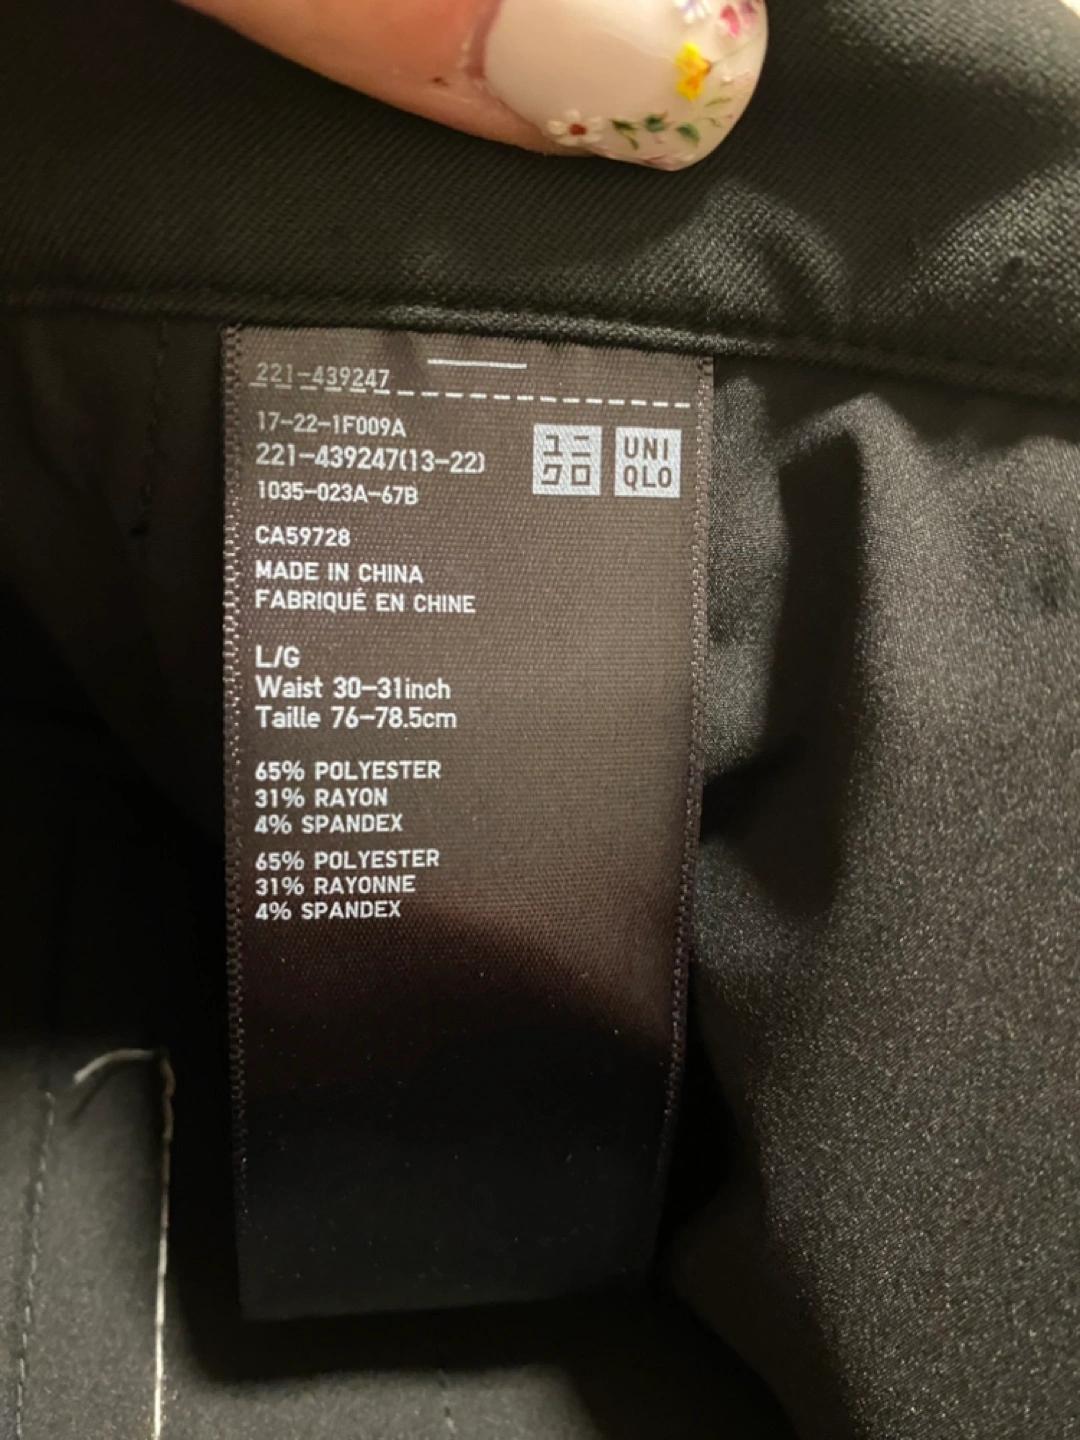 221-439247
17-22-1F009A
221-439247(13-22)
1035-023A-67B
ユニ
クロ
UNI
QLO
CA59728
MADE IN CHINA
FABRIQUÉ EN CHINE
L/G
Waist 30-31inch
Taille 76-78.5cm
65% POLYESTER
31% RAYON
4% SPANDEX
65% POLYESTER
31% RAYONNE
4% SPANDEX